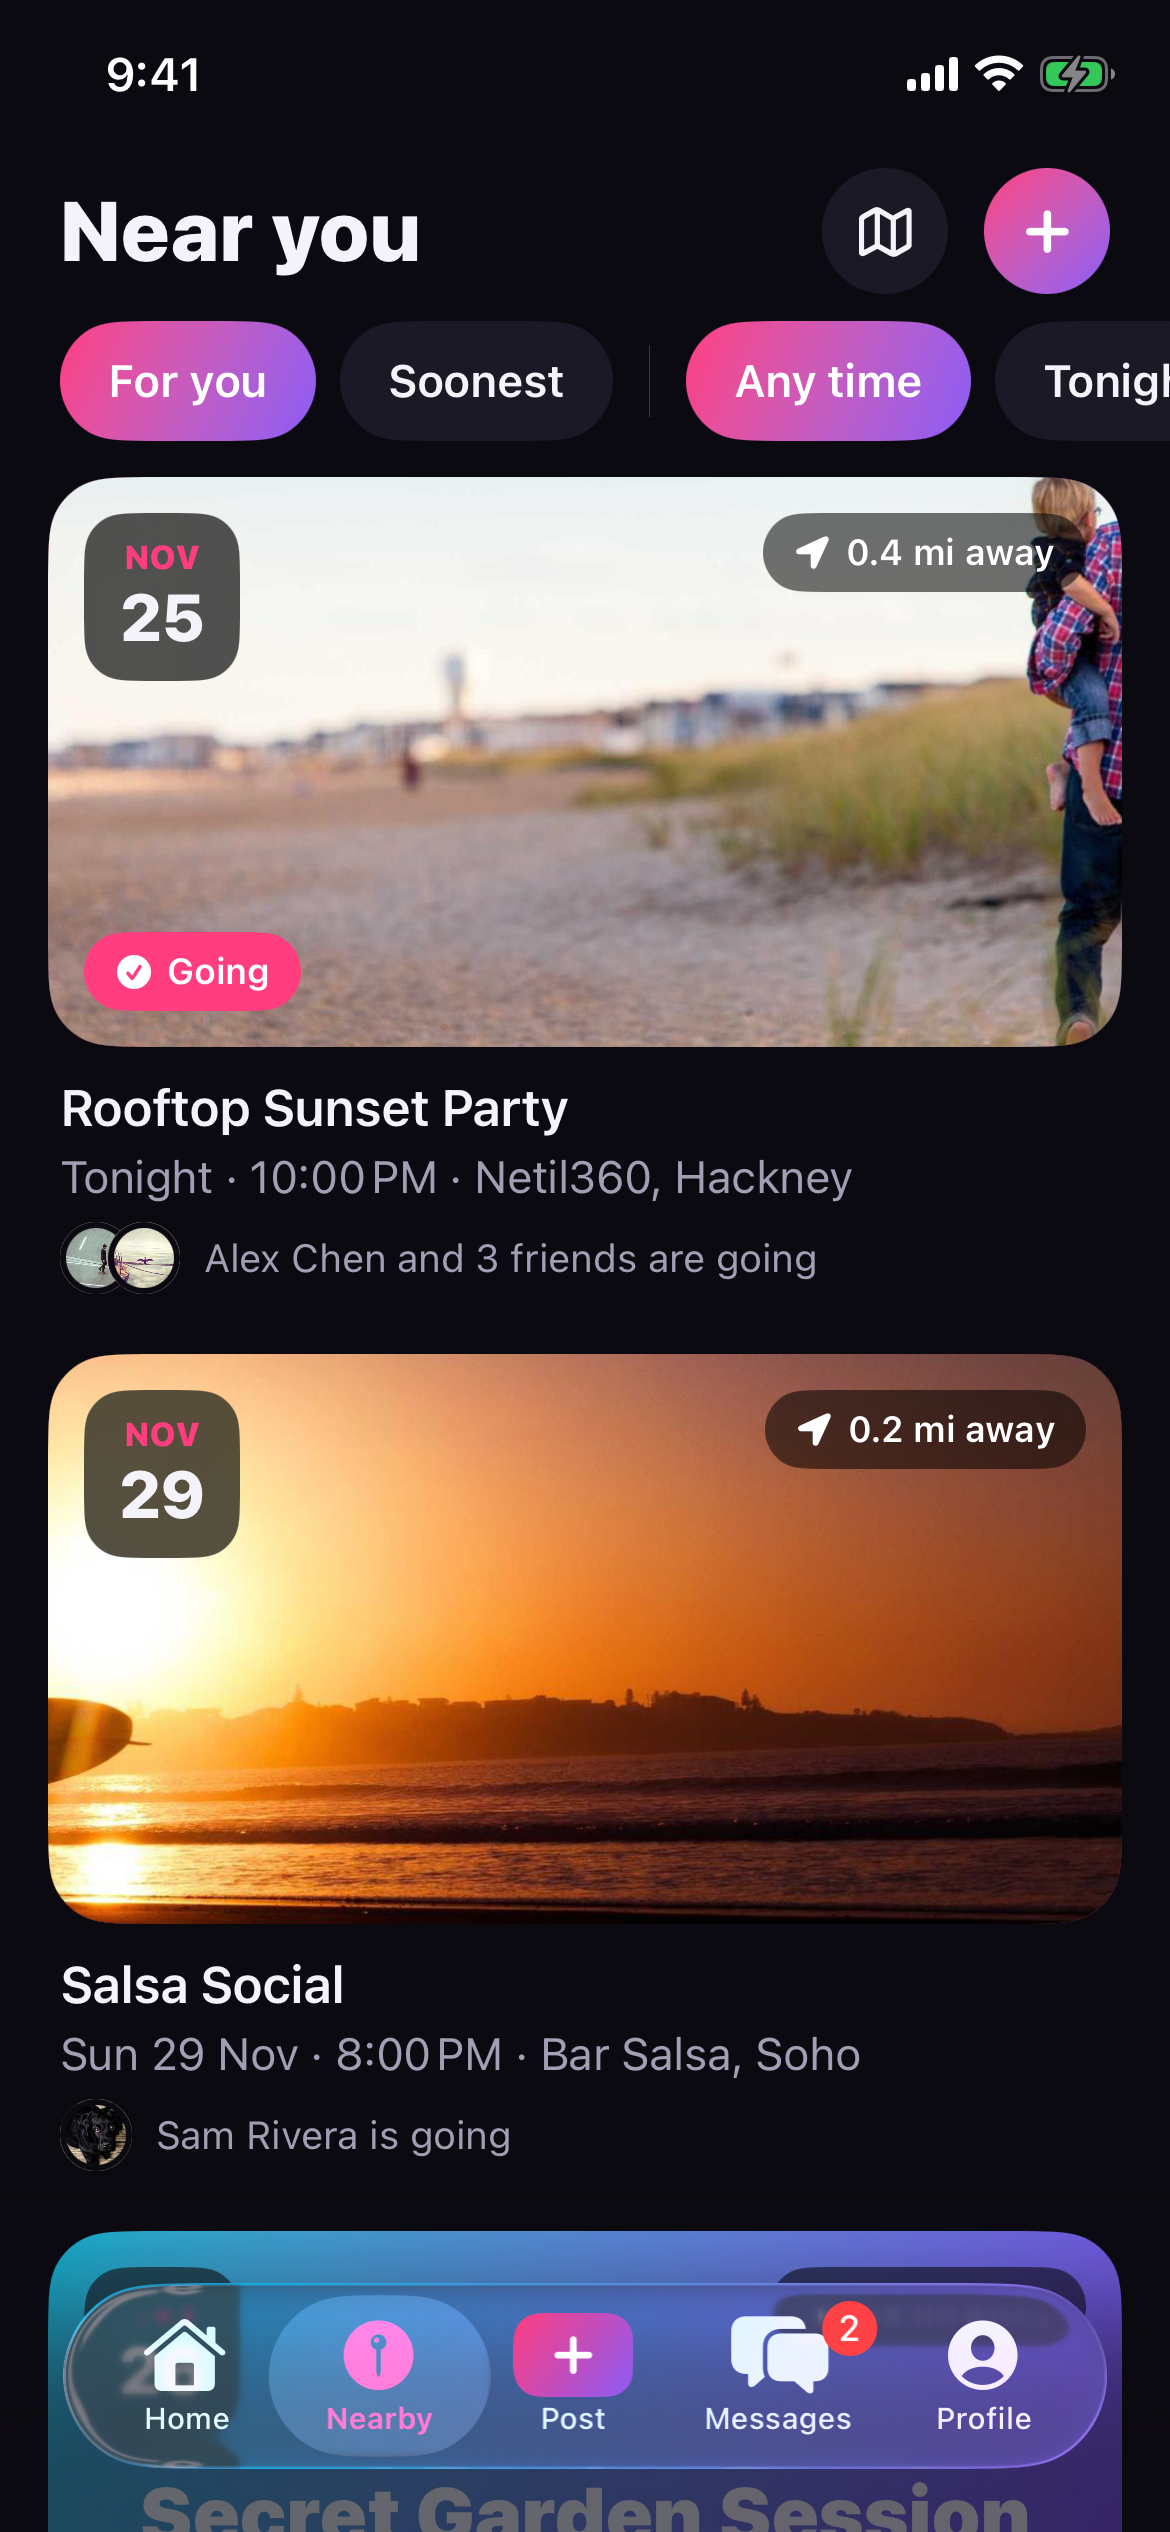 9:41
Near you
For you
Soonest
Any time
Tonigh
NOV
25
0.4 mi away
Going
Rooftop Sunset Party
Tonight · 10:00 PM · Netil360, Hackney
Alex Chen and 3 friends are going
NOV
29
0.2 mi away
Salsa Social
Sun 29 Nov · 8:00 PM · Bar Salsa, Soho
Sam Rivera is going
2
Home
Nearby
Post
Messages
Profile
Secret Garden Session